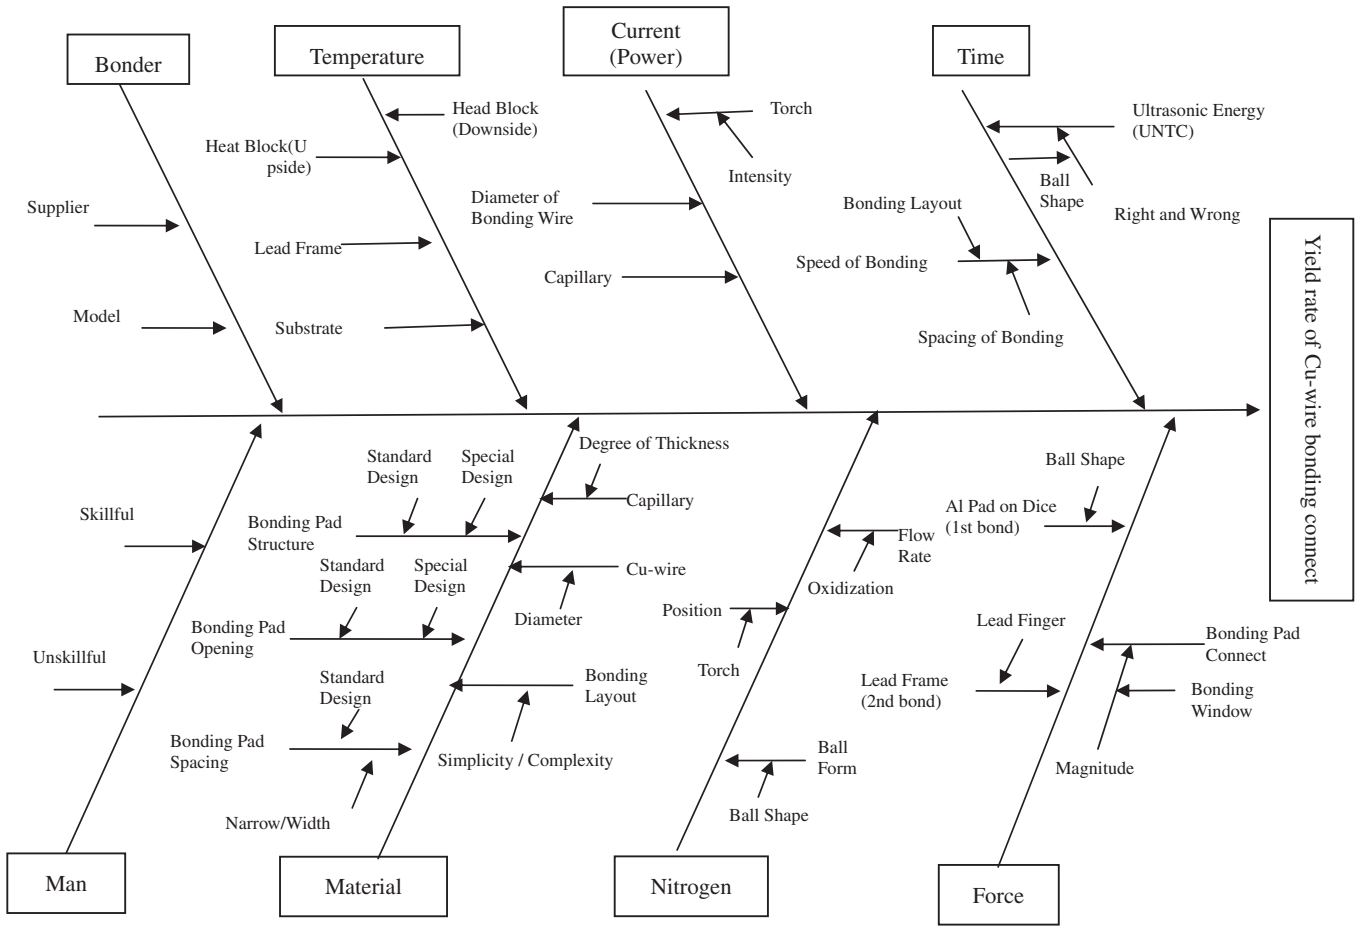 Bonder
Temperature
Current
(Power)
Time
Head Block
(Downside)
Heat Block(U
pside)
Lead Frame
Substrate
Supplier
Model
Torch
Intensity
Diameter of
Bonding Wire
Capillary
Ultrasonic Energy
(UNTC)
Ball
Shape
Right and Wrong
Bonding Layout
Speed of Bonding
Spacing of Bonding
Yield rate of Cu-wire bonding connect
Skillful
Unskillful
Standard
Design
Special
Design
Bonding Pad
Structure
Standard
Design
Special
Design
Bonding Pad
Opening
Standard
Design
Bonding Pad
Spacing
Narrow/Width
Degree of Thickness
Capillary
Cu-wire
Diameter
Bonding
Layout
Simplicity / Complexity
Flow
Rate
Oxidization
Position
Torch
Ball
Form
Ball Shape
Ball Shape
Al Pad on Dice
(1st bond)
Lead Finger
Lead Frame
(2nd bond)
Bonding Pad
Connect
Bonding
Window
Magnitude
Man
Material
Nitrogen
Force